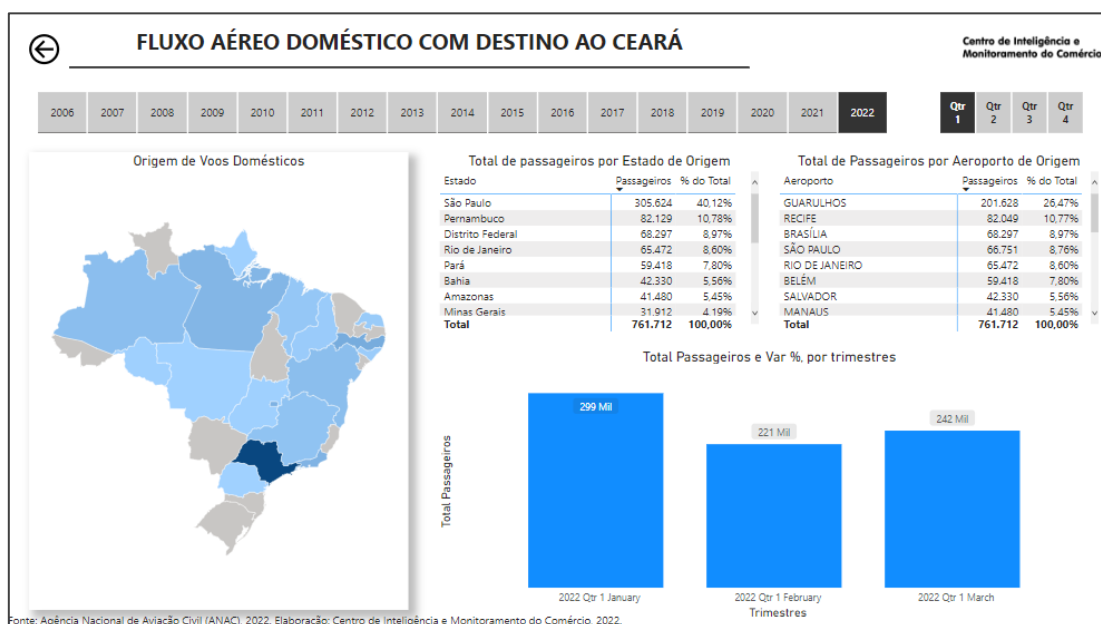 FLUXO AÉREO DOMÉSTICO COM DESTINO AO CEARÁ
Centro de Inteligência e
Monitoramento do Comércio
2006 2007 2008 2009 2010 2011 2012 2013 2014 2015 2016 2017 2018 2019 2020 2021 2022
Qtr 1 Qtr 2 Qtr 3 Qtr 4
Origem de Voos Domésticos
Total de passageiros por Estado de Origem
Estado Passageiros % do Total
São Paulo 305.624 40,12%
Pernambuco 82.129 10,78%
Distrito Federal 68.297 8,97%
Rio de Janeiro 65.472 8,60%
Pará 59.418 7,80%
Bahia 42.330 5,56%
Amazonas 41.480 5,45%
Minas Gerais 31.912 4,19%
Total 761.712 100,00%
Total de Passageiros por Aeroporto de Origem
Aeroporto Passageiros % do Total
GUARULHOS 201.628 26,47%
RECIFE 82.049 10,77%
BRASÍLIA 68.297 8,97%
SÃO PAULO 66.751 8,76%
RIO DE JANEIRO 65.472 8,60%
BELÉM 59.418 7,80%
SALVADOR 42.330 5,56%
MANAUS 41.480 5,45%
Total 761.712 100,00%
Total Passageiros e Var %, por trimestres
Total Passageiros
299 Mil
221 Mil
242 Mil
2022 Qtr 1 January 2022 Qtr 1 February 2022 Qtr 1 March
Trimestres
Fonte: Agência Nacional de Aviação Civil (ANAC), 2022. Elaboração: Centro de Inteligência e Monitoramento do Comércio, 2022.